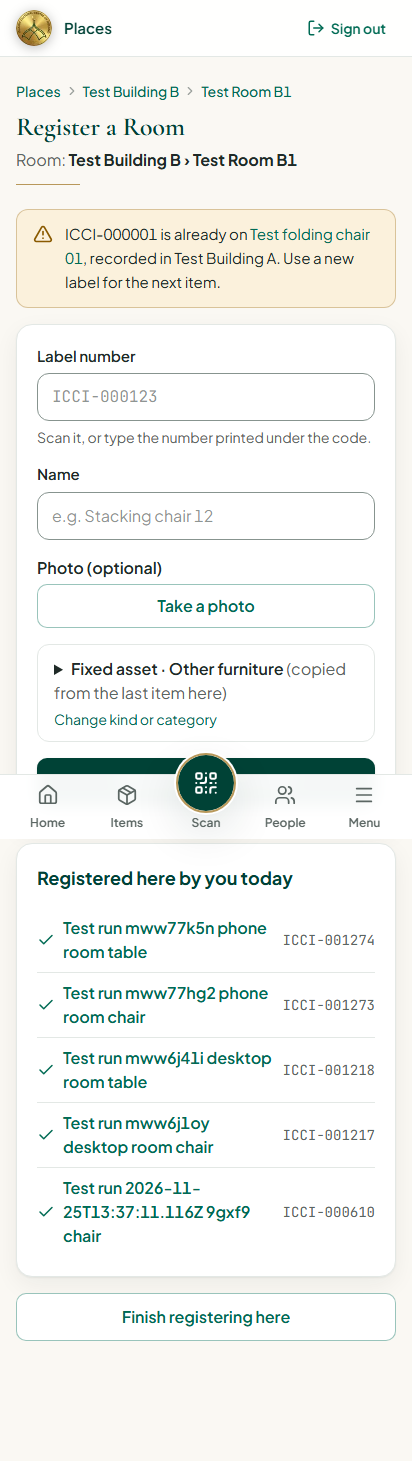 Places
Sign out
Places › Test Building B › Test Room B1
Register a Room
Room: Test Building B › Test Room B1
ICCI-000001 is already on Test folding chair
01, recorded in Test Building A. Use a new
label for the next item.
Label number
ICCI-000123
Scan it, or type the number printed under the code.
Name
e.g. Stacking chair 12
Photo (optional)
Take a photo
Fixed asset · Other furniture (copied
from the last item here)
Change kind or category
Home
Items
Scan
People
Menu
Registered here by you today
Test run mww77k5n phone
room table
ICCI-001274
Test run mww77hg2 phone
room chair
ICCI-001273
Test run mww6j41i desktop
room table
ICCI-001218
Test run mww6j1oy
desktop room chair
ICCI-001217
Test run 2026-11-
25T13:37:11.116Z 9gxf9
chair
ICCI-000610
Finish registering here